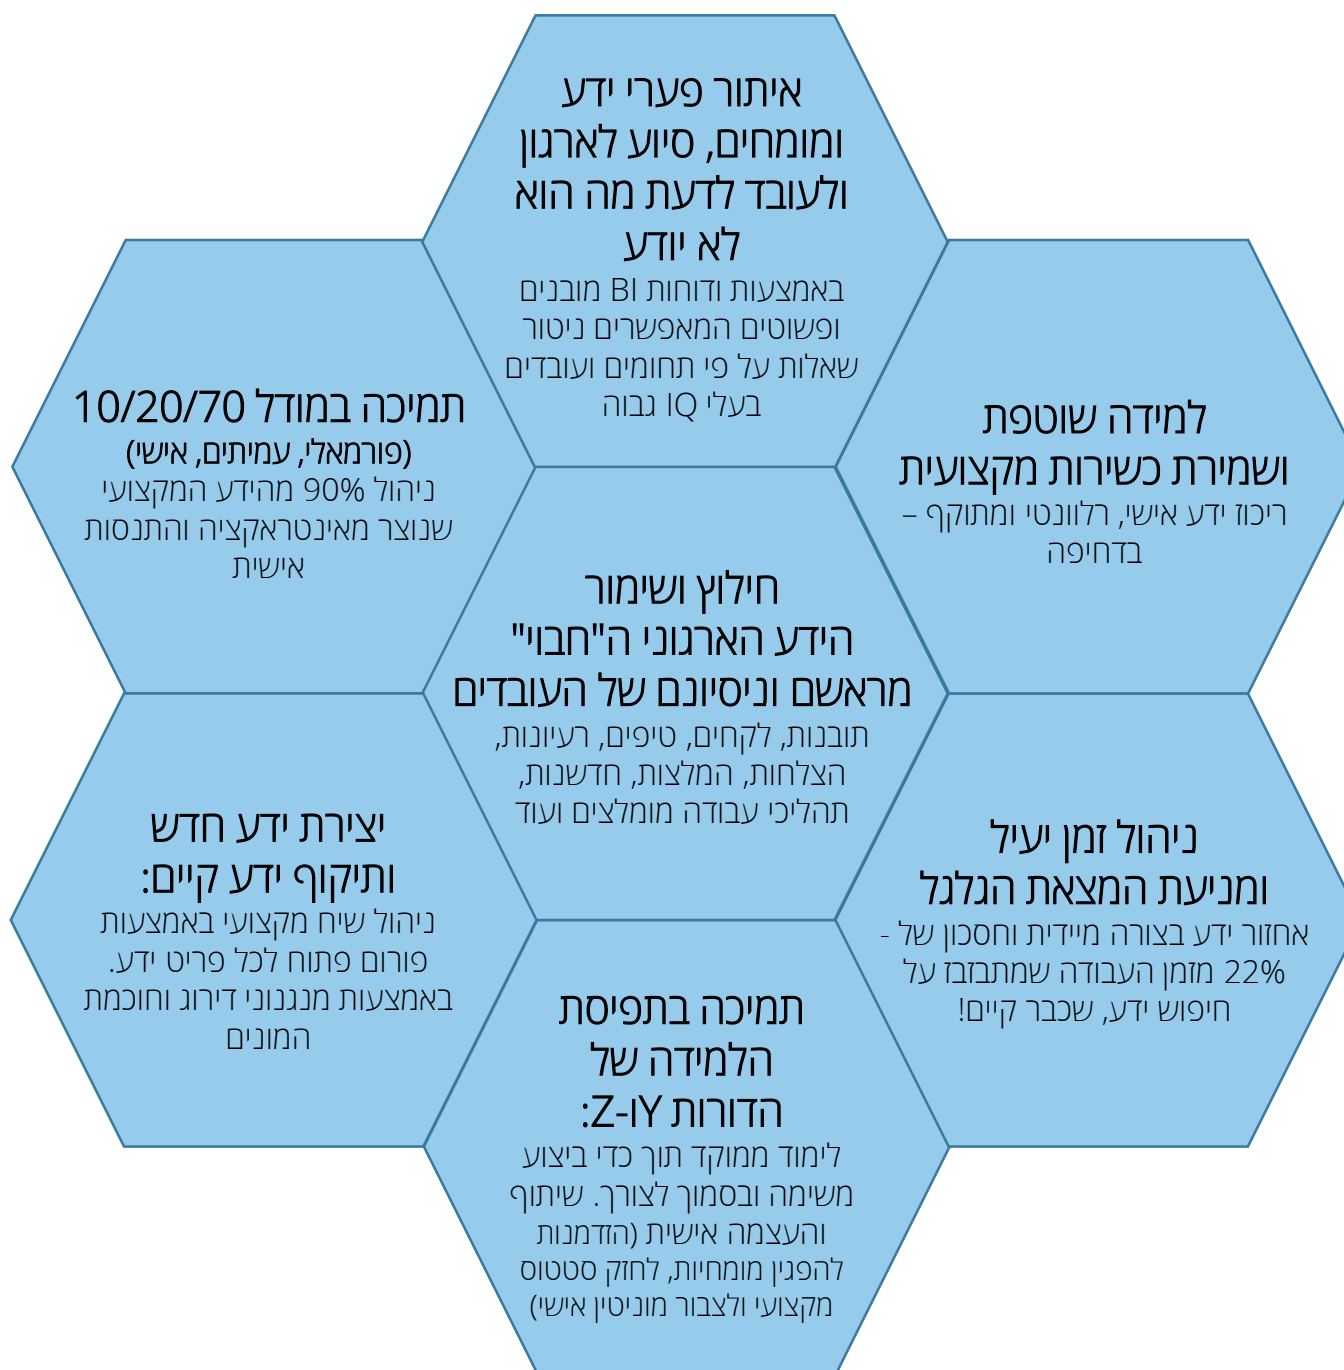 איתור פערי ידע
ומומחים, סיוע לארגון
ולעובד לדעת מה הוא
לא יודע
באמצעות ודוחות BI מובנים
ופשוטים המאפשרים ניטור
שאלות על פי תחומים ועובדים
בעלי IQ גבוה
למידה שוטפת
ושמירת כשירות מקצועית
ריכוז ידע אישי, רלוונטי ומתוקף –
בדחיפה
תמיכה במודל 10/20/70
(פורמאלי, עמיתים, אישי)
ניהול 90% מהידע המקצועי
שנוצר מאינטראקציה והתנסות
אישית
חילוץ ושימור
הידע הארגוני ה"חבוי"
מראשם וניסיונם של העובדים
תובנות, לקחים, טיפים, רעיונות,
הצלחות, המלצות, חדשנות,
תהליכי עבודה מומלצים ועוד
ניהול זמן יעיל
ומניעת המצאת הגלגל
אחזור ידע בצורה מיידית וחסכון של -
22% מזמן העבודה שמתבזבז על
חיפוש ידע, שכבר קיים!
יצירת ידע חדש
ותיקוף ידע קיים:
ניהול שיח מקצועי באמצעות
פורום פתוח לכל פריט ידע.
באמצעות מנגנוני דירוג וחוכמת
המונים
תמיכה בתפיסת
הלמידה של
הדורות Yו-Z:
לימוד ממוקד תוך כדי ביצוע
משימה ובסמוך לצורך. שיתוף
והעצמה אישית (הזדמנות
להפגין מומחיות, לחזק סטטוס
מקצועי ולצבור מוניטין אישי)